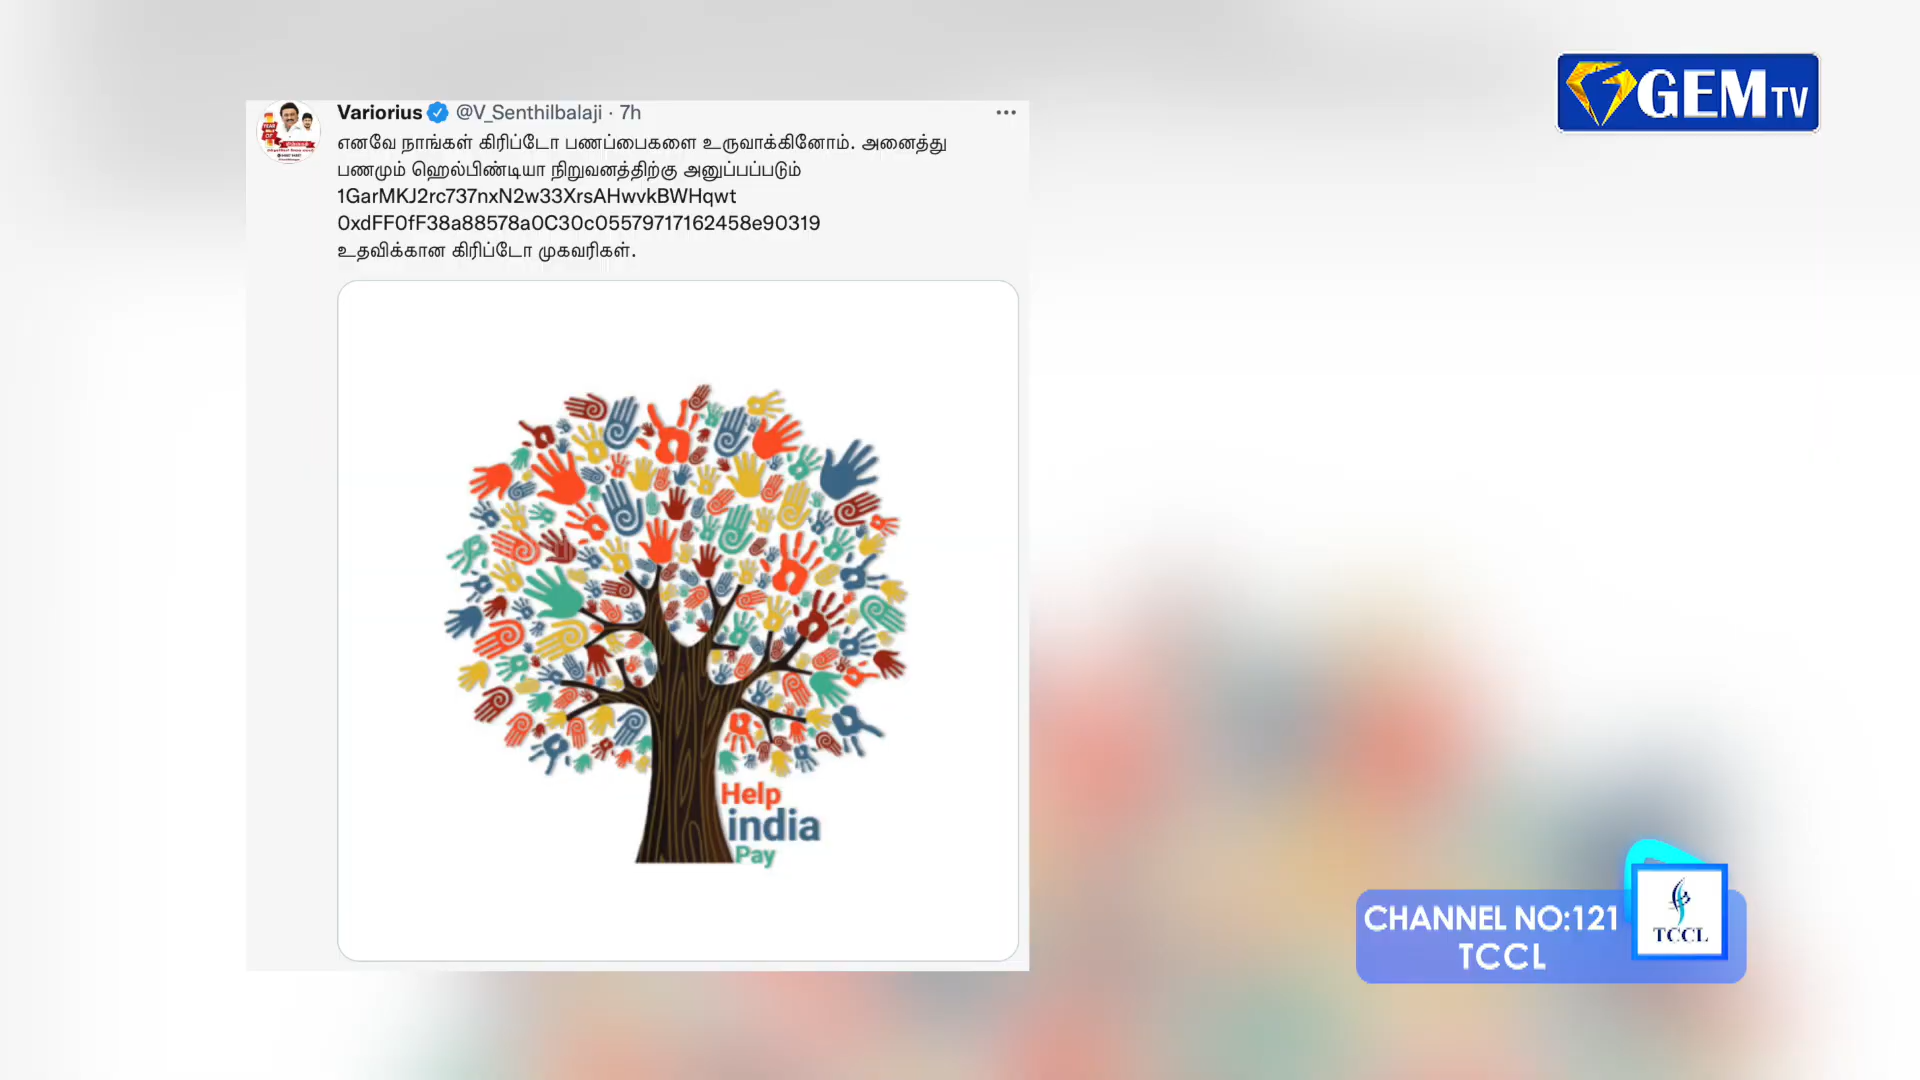 Variorius @V_Senthilbalaji · 7h
எனவே நாங்கள் கிரிப்டோ பணப்பைகளை உருவாக்கினோம். அனைத்து
பணமும் ஹெல்பிண்டியா நிறுவனத்திற்கு அனுப்பப்படும்
1GarMKJ2rc737nxN2w33XrsAHwvkBWHqwt
0xdFF0fF38a88578a0C30c05579717162458e90319
உதவிக்கான கிரிப்டோ முகவரிகள்.
Help
india
Pay
GEM TV
CHANNEL NO:121
TCCL
TCCL